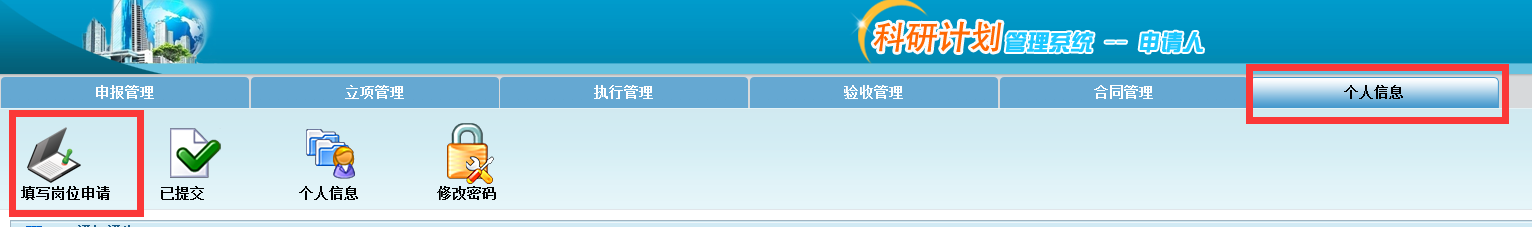 科研计划管理系统 -- 申请人
申报管理 立项管理 执行管理 验收管理 合同管理 个人信息
填写岗位申请 已提交 个人信息 修改密码